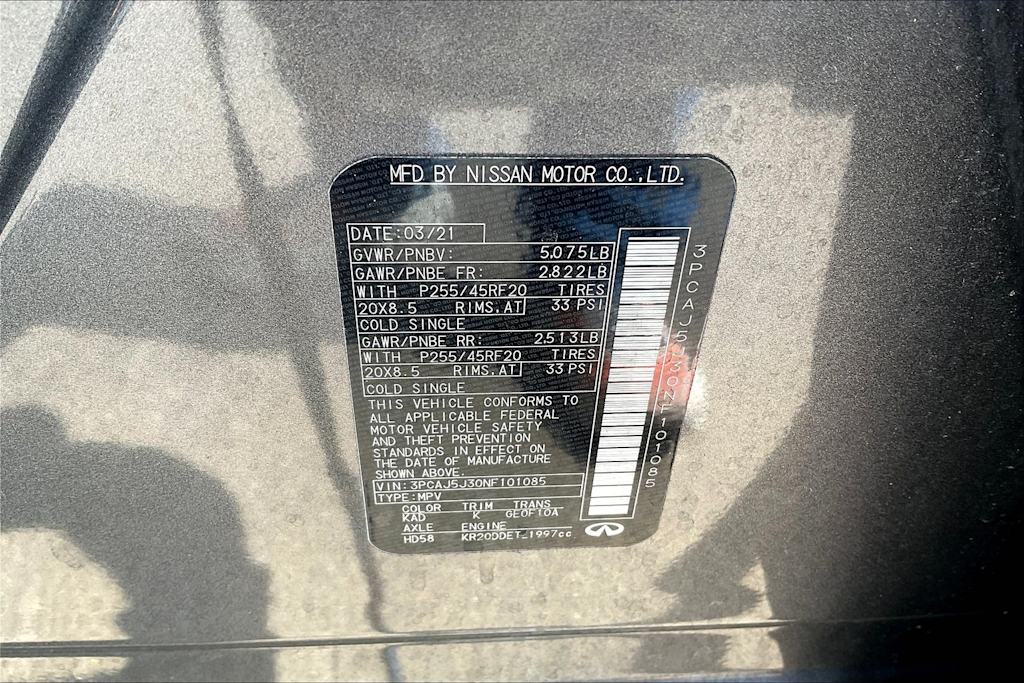 MFD BY NISSAN MOTOR CO.,LTD.
DATE:03/21
GVWR/PNBV: 5,075LB
GAWR/PNBE FR: 2,822LB
WITH P255/45RF20 TIRES
20X8.5 RIMS,AT 33 PSI
COLD SINGLE
GAWR/PNBE RR: 2,513LB
WITH P255/45RF20 TIRES
20X8.5 RIMS,AT 33 PSI
COLD SINGLE
THIS VEHICLE CONFORMS TO
ALL APPLICABLE FEDERAL
MOTOR VEHICLE SAFETY
AND THEFT PREVENTION
STANDARDS IN EFFECT ON
THE DATE OF MANUFACTURE
SHOWN ABOVE.
VIN:3PCAJ5J30NF101085
TYPE:MPV
COLOR TRIM TRANS
KAD K GE0F10A
AXLE ENGINE
HD58 KR20DDET_1997cc
3PCAJ5J30NF101085